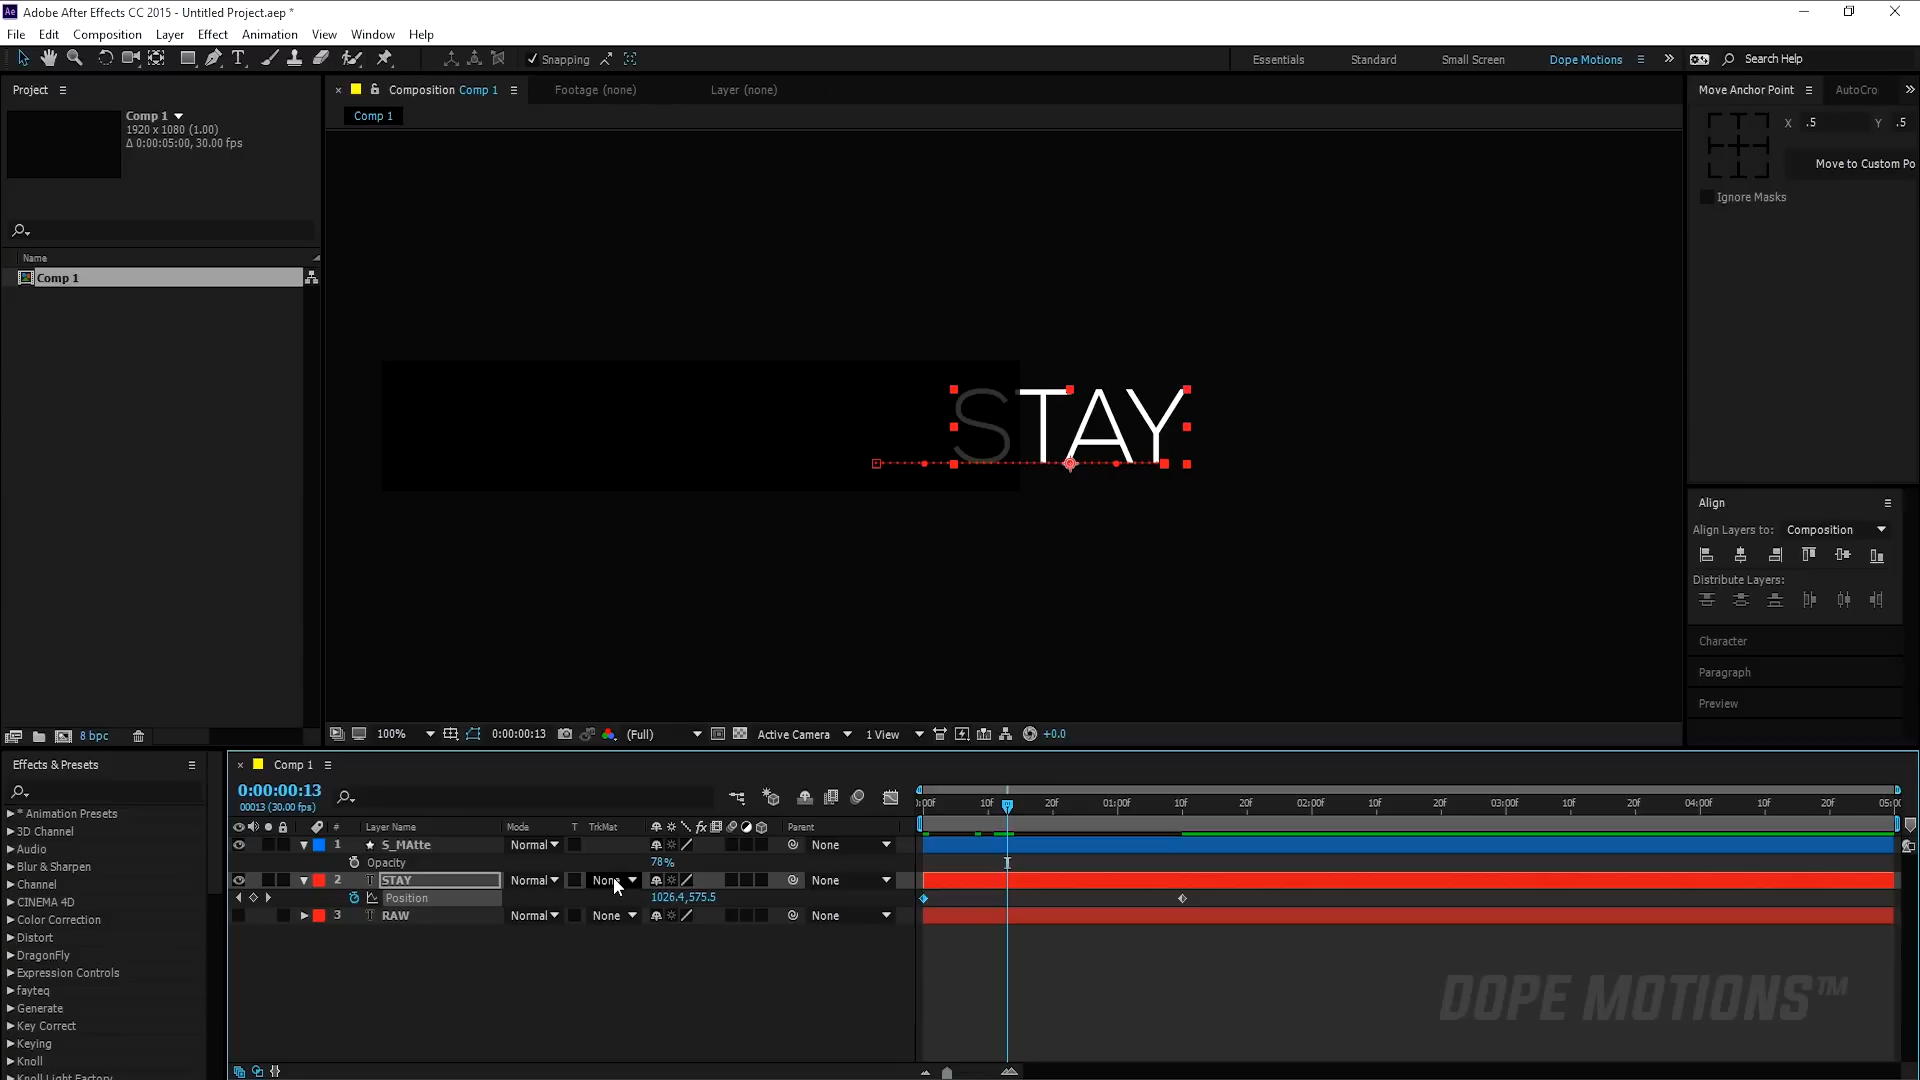 Adobe After Effects CC 2015 - Untitled Project.aep *
File Edit Composition Layer Effect Animation View Window Help
Snapping
Essentials Standard Small Screen Dope Motions Search Help
Project
Comp 1
1920 x 1080 (1.00)
Δ 0:00:05:00, 30.00 fps
Name
Comp 1
8 bpc
Composition Comp 1 Footage (none) Layer (none)
Comp 1
STAY
100% 0:00:00:13 (Full) Active Camera 1 View +0.0
Move Anchor Point AutoCro
X .5 Y .5
Move to Custom Po
Ignore Masks
Align
Align Layers to: Composition
Distribute Layers:
Character
Paragraph
Preview
Effects & Presets
* Animation Presets
3D Channel
Audio
Blur & Sharpen
Channel
CINEMA 4D
Color Correction
Distort
DragonFly
Expression Controls
fayteq
Generate
Key Correct
Keying
Knoll
Knoll Light Factory
Comp 1
0:00:00:13
00013 (30.00 fps)
# Layer Name Mode T TrkMat Parent
1 S_MAtte Normal None
Opacity 78%
2 STAY Normal None None
Position 1026.4,575.5
3 RAW Normal None None
:00f 10f 20f 01:00f 10f 20f 02:00f 10f 20f 03:00f 10f 20f 04:00f 10f 20f 05:00
DOPE MOTIONS™